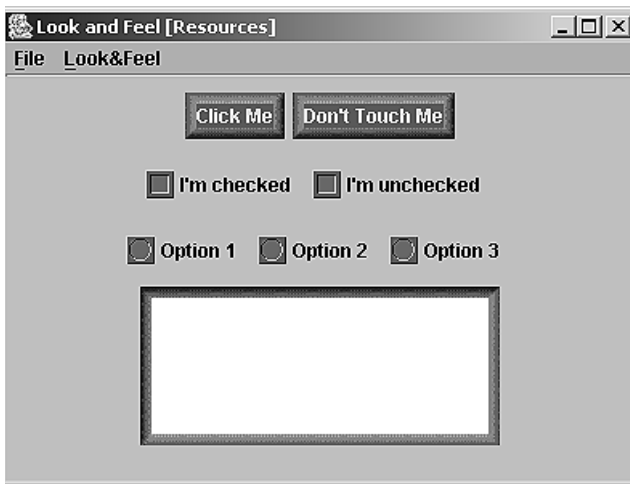 Look and Feel [Resources]
File Look&Feel
Click Me Don't Touch Me
I'm checked I'm unchecked
Option 1 Option 2 Option 3